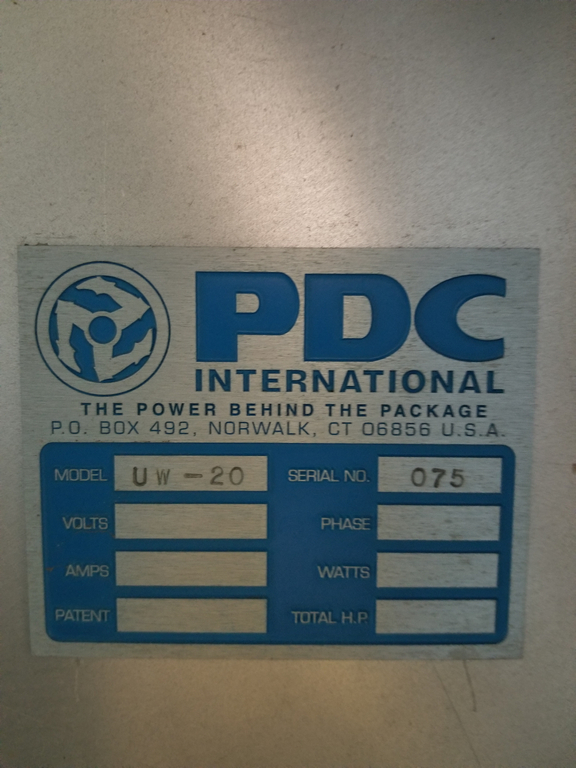 PDC
INTERNATIONAL
THE POWER BEHIND THE PACKAGE
P.O. BOX 492, NORWALK, CT 06856 U.S.A.
MODEL UW-20 SERIAL NO. 075
VOLTS PHASE
AMPS WATTS
PATENT TOTAL H.P.